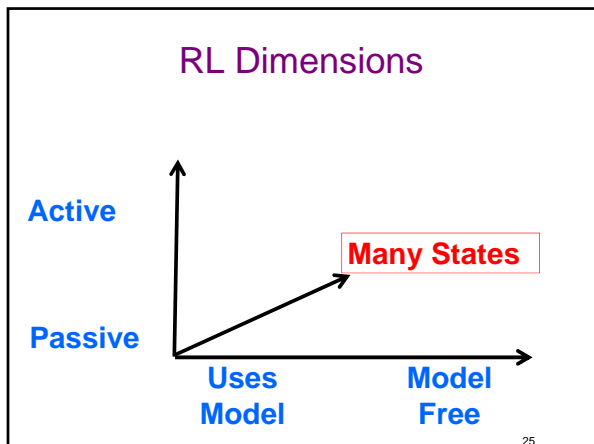 RL Dimensions
Active
Many States
Passive
Uses Model
Model Free
25